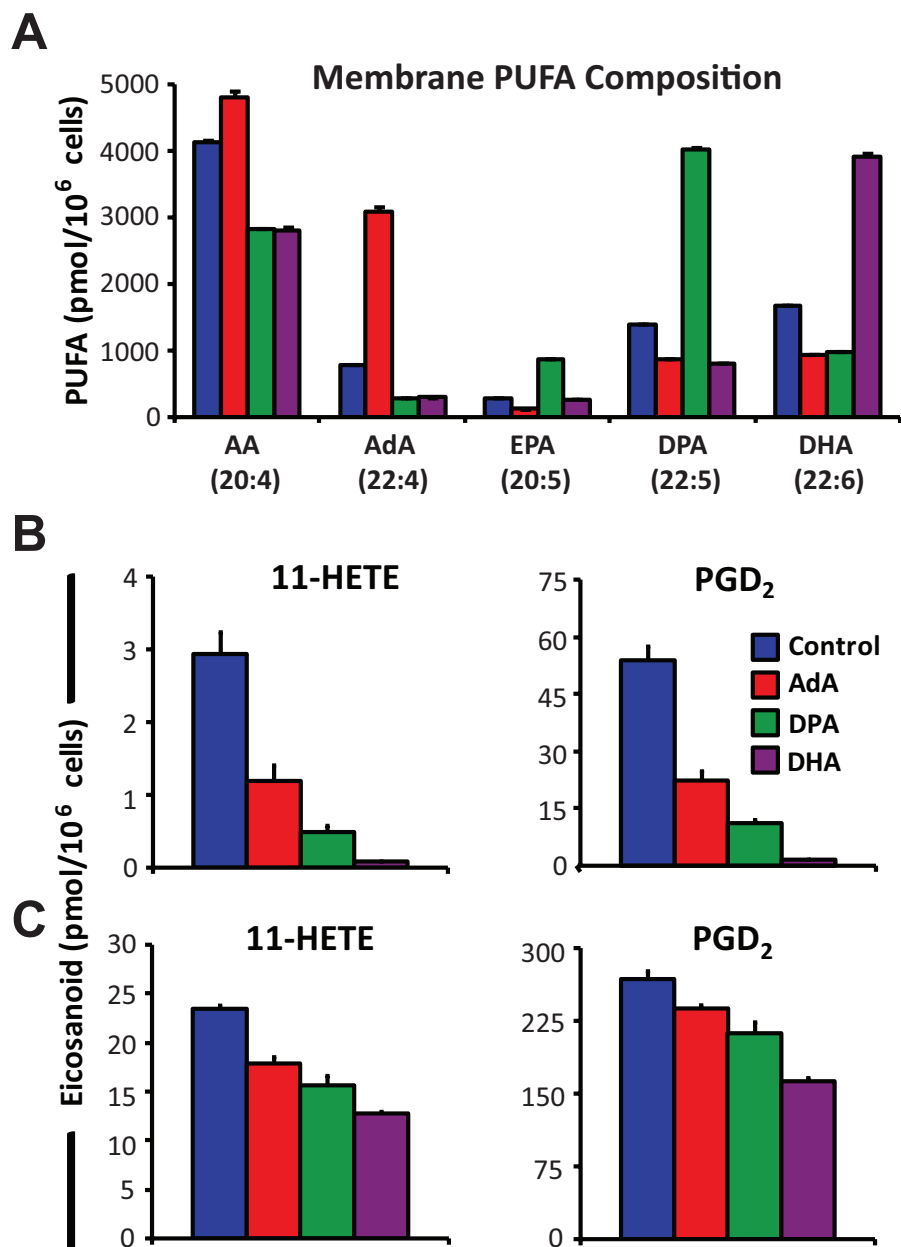 A
Membrane PUFA Composition
PUFA (pmol/10⁶ cells)
5000
4000
3000
2000
1000
0
AA AdA EPA DPA DHA
(20:4) (22:4) (20:5) (22:5) (22:6)
B
Eicosanoid (pmol/10⁶ cells)
11-HETE
4
3
2
1
0
PGD₂
75
60
45
30
15
0
Control
AdA
DPA
DHA
C
11-HETE
30
25
20
15
10
5
0
PGD₂
300
225
150
75
0